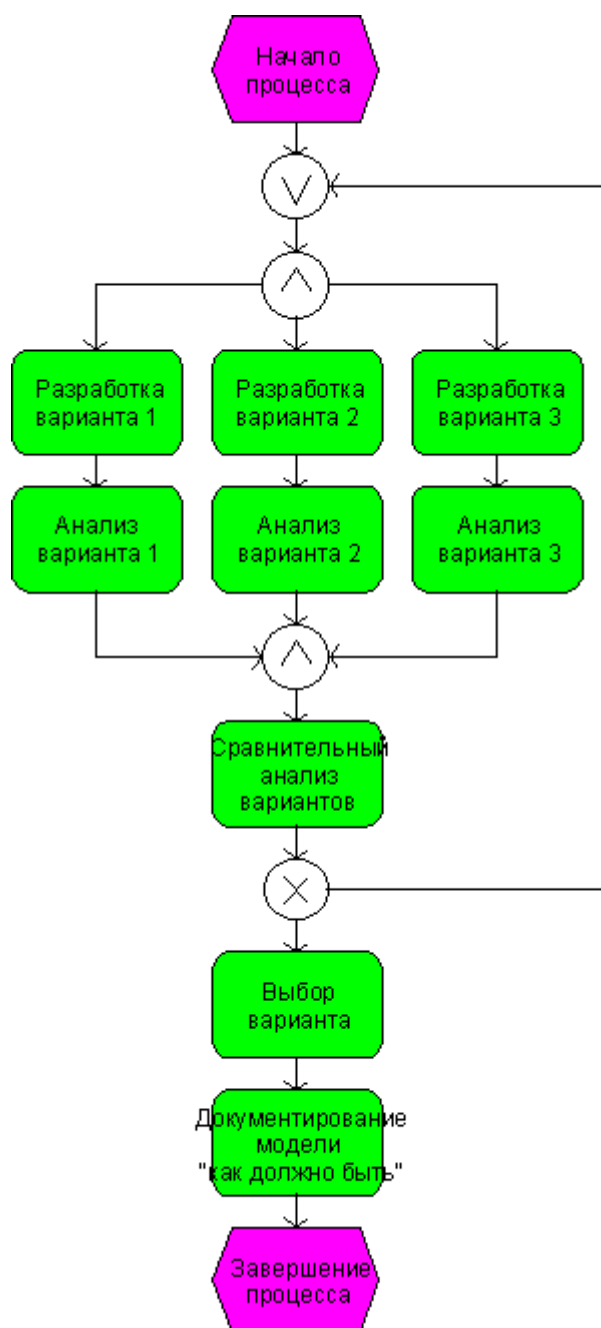 Начало
процесса
Разработка
варианта 1
Разработка
варианта 2
Разработка
варианта 3
Анализ
варианта 1
Анализ
варианта 2
Анализ
варианта 3
Сравнительный
анализ
вариантов
Выбор
варианта
Документирование
модели
"как должно быть"
Завершение
процесса